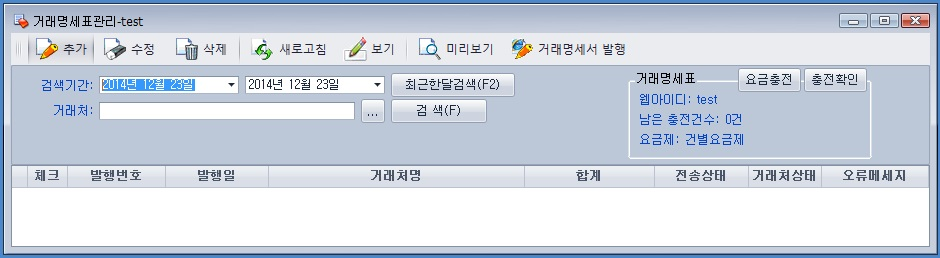 거래명세표관리-test
추가 수정 삭제 새로고침 보기 미리보기 거래명세서 발행
검색기간: 2014년 12월 23일 2014년 12월 23일 최근한달검색(F2)
거래처: ... 검 색(F)
거래명세표 요금충전 충전확인
웹아이디: test
남은 충전건수: 0건
요금제: 건별요금제
체크 발행번호 발행일 거래처명 합계 전송상태 거래처상태 오류메세지